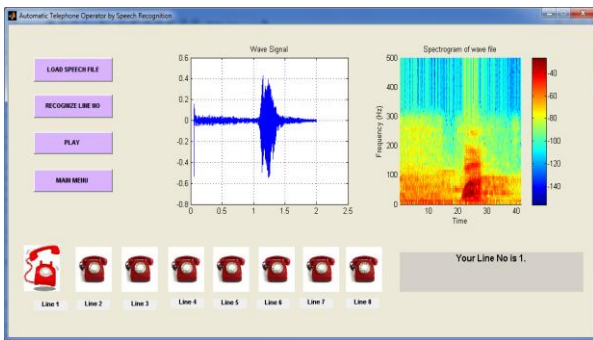 Automatic Telephone Operator by Speech Recognition
LOAD SPEECH FILE
RECOGNIZE LINE NO
PLAY
MAIN MENU
Wave Signal
0.6
0.4
0.2
0
-0.2
-0.4
-0.6
-0.8
0 0.5 1 1.5 2 2.5
Spectrogram of wave file
Frequency (Hz)
500
400
300
200
100
0
10 20 30 40
Time
-40
-60
-80
-100
-120
-140
Line 1 Line 2 Line 3 Line 4 Line 5 Line 6 Line 7 Line 8
Your Line No is 1.